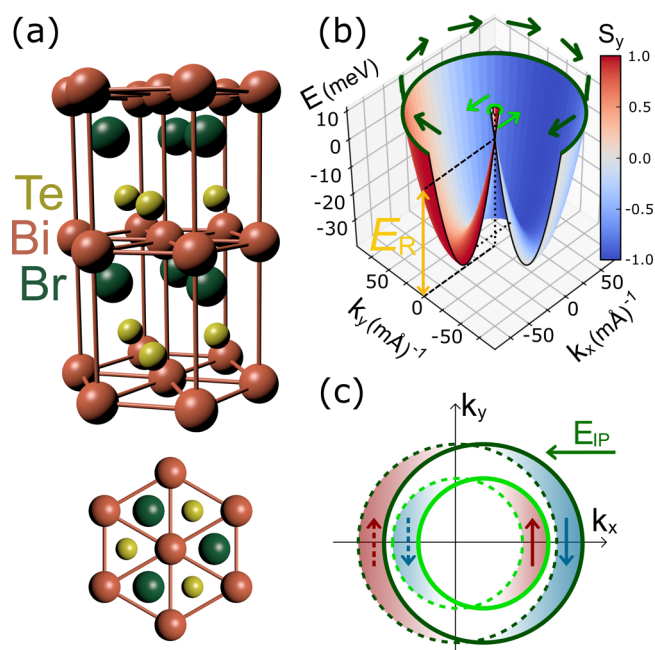 (a)
Te
Bi
Br
(b)
E (meV)
10
0
-10
-20
-30
E_R
50
0
-50
k_y (mÅ)⁻¹
-50
0
50
k_x (mÅ)⁻¹
S_y
1.0
0.5
0.0
-0.5
-1.0
(c)
k_y
E_IP
k_x